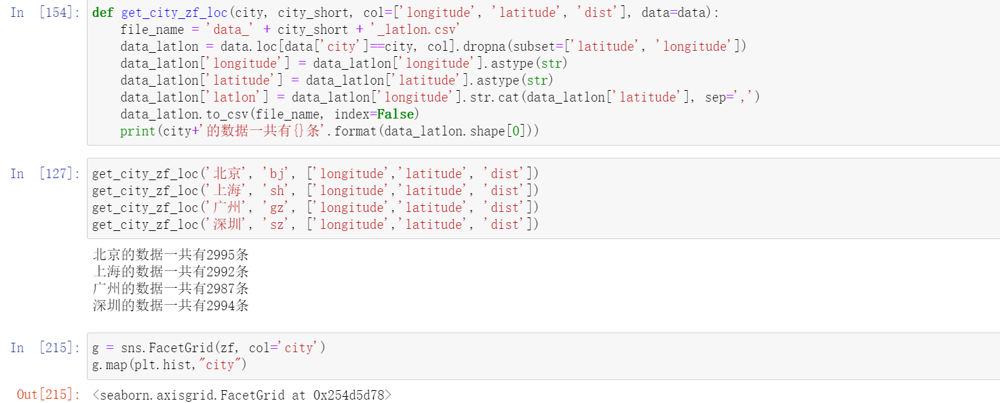 In [154]: def get_city_zf_loc(city, city_short, col=['longitude', 'latitude', 'dist'], data=data):
    file_name = 'data_' + city_short + '_latlon.csv'
    data_latlon = data.loc[data['city']==city, col].dropna(subset=['latitude', 'longitude'])
    data_latlon['longitude'] = data_latlon['longitude'].astype(str)
    data_latlon['latitude'] = data_latlon['latitude'].astype(str)
    data_latlon['latlon'] = data_latlon['longitude'].str.cat(data_latlon['latitude'], sep=',')
    data_latlon.to_csv(file_name, index=False)
    print(city+'的数据一共有{}条'.format(data_latlon.shape[0]))
In [127]: get_city_zf_loc('北京', 'bj', ['longitude','latitude', 'dist'])
get_city_zf_loc('上海', 'sh', ['longitude','latitude', 'dist'])
get_city_zf_loc('广州', 'gz', ['longitude','latitude', 'dist'])
get_city_zf_loc('深圳', 'sz', ['longitude','latitude', 'dist'])
北京的数据一共有2995条
上海的数据一共有2992条
广州的数据一共有2987条
深圳的数据一共有2994条
In [215]: g = sns.FacetGrid(zf, col='city')
g.map(plt.hist,"city")
Out[215]: <seaborn.axisgrid.FacetGrid at 0x254d5d78>